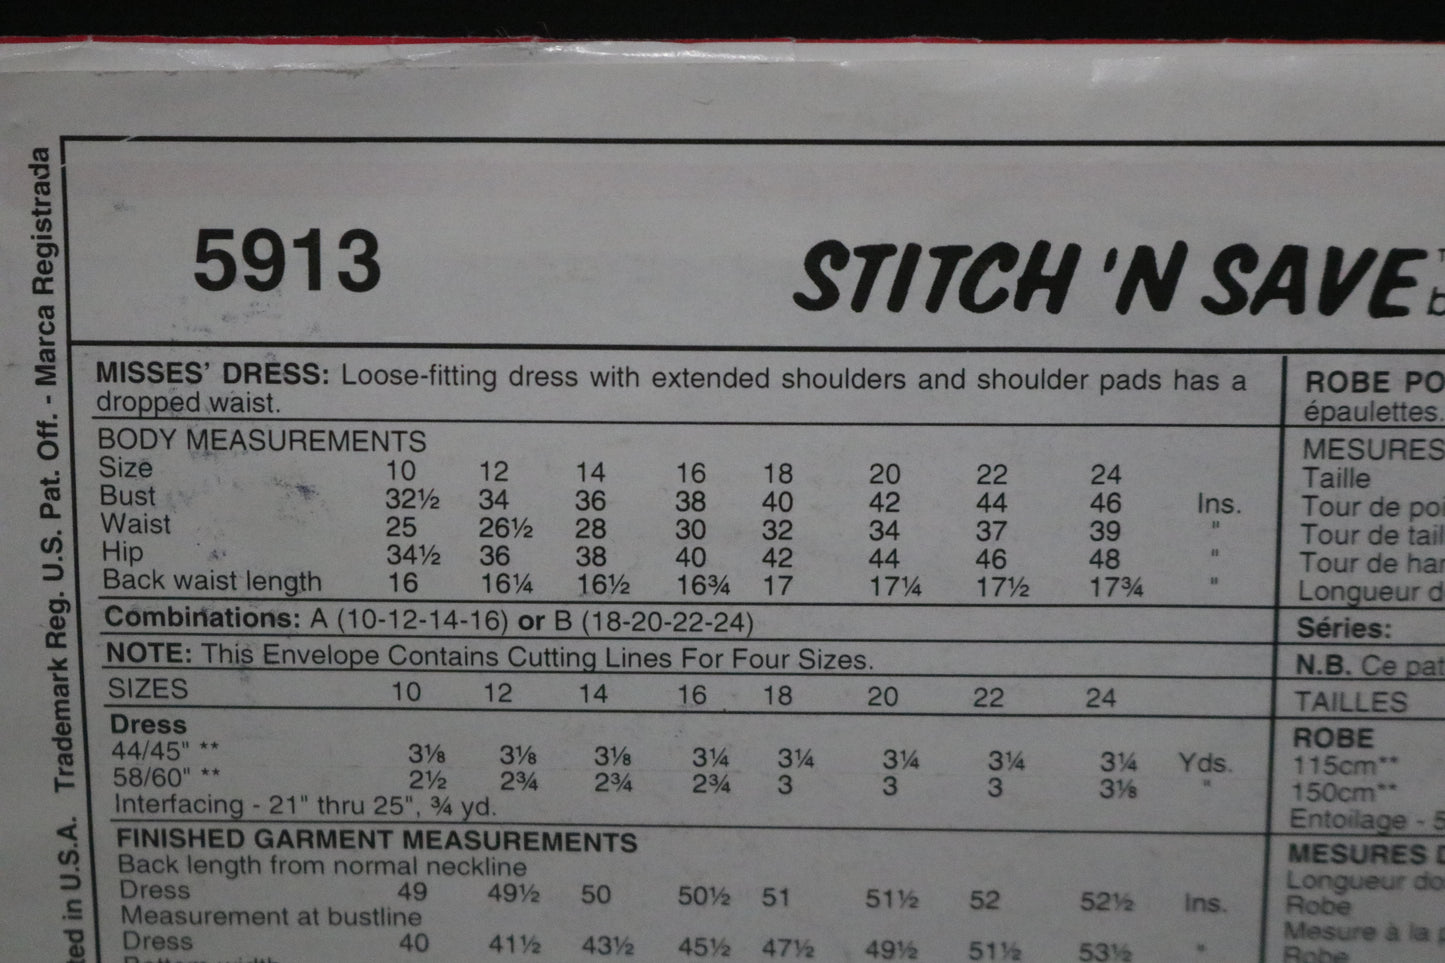 5913
STITCH 'N SAVE
MISSES' DRESS: Loose-fitting dress with extended shoulders and shoulder pads has a
dropped waist.
BODY MEASUREMENTS
Size 10 12 14 16 18 20 22 24
Bust 32½ 34 36 38 40 42 44 46 Ins.
Waist 25 26½ 28 30 32 34 37 39 "
Hip 34½ 36 38 40 42 44 46 48 "
Back waist length 16 16¼ 16½ 16¾ 17 17¼ 17½ 17¾ "
Combinations: A (10-12-14-16) or B (18-20-22-24)
NOTE: This Envelope Contains Cutting Lines For Four Sizes.
SIZES 10 12 14 16 18 20 22 24
Dress
44/45" ** 3⅛ 3⅛ 3⅛ 3¼ 3¼ 3¼ 3¼ 3¼ Yds.
58/60" ** 2½ 2¾ 2¾ 2¾ 3 3 3 3⅛ "
Interfacing - 21" thru 25", ¾ yd.
FINISHED GARMENT MEASUREMENTS
Back length from normal neckline
Dress 49 49½ 50 50½ 51 51½ 52 52½ Ins.
Measurement at bustline
Dress 40 41½ 43½ 45½ 47½ 49½ 51½ 53½ "
ROBE PO
épaulettes.
MESURES
Taille
Tour de poi
Tour de tail
Tour de har
Longueur d
Séries:
N.B. Ce pat
TAILLES
ROBE
115cm**
150cm**
Entoilage - 5
MESURES D
Longueur do
Robe
Mesure à la p
Robe
ted in U.S.A. Trademark Reg. U.S. Pat. Off. - Marca Registrada